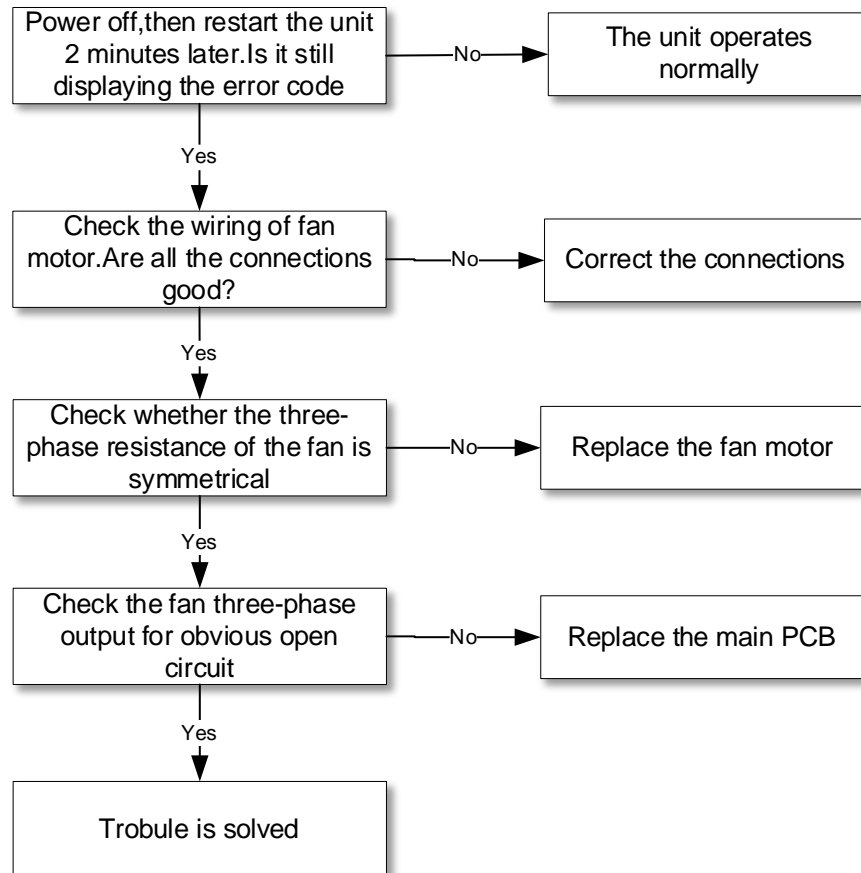 Power off,then restart the unit
2 minutes later.Is it still
displaying the error code
No
The unit operates
normally
Yes
Check the wiring of fan
motor.Are all the connections
good?
No
Correct the connections
Yes
Check whether the three-
phase resistance of the fan is
symmetrical
No
Replace the fan motor
Yes
Check the fan three-phase
output for obvious open
circuit
No
Replace the main PCB
Yes
Trobule is solved